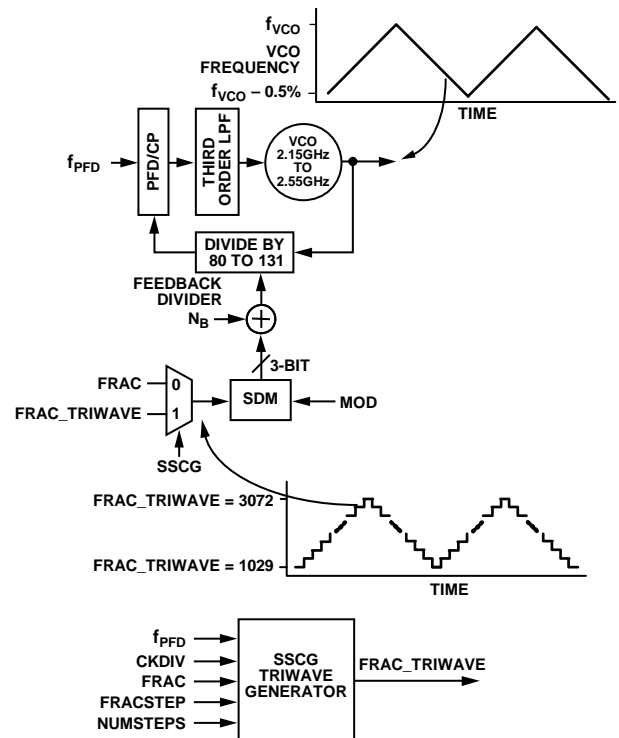 fVCO
VCO
FREQUENCY
fVCO – 0.5%
TIME
fPFD
PFD/CP
THIRD
ORDER LPF
VCO
2.15GHz
TO
2.55GHz
DIVIDE BY
80 TO 131
FEEDBACK
DIVIDER
NB
+
3-BIT
FRAC
0
FRAC_TRIWAVE
1
SDM
MOD
SSCG
FRAC_TRIWAVE = 3072
FRAC_TRIWAVE = 1029
TIME
fPFD
CKDIV
FRAC
FRACSTEP
NUMSTEPS
SSCG
TRIWAVE
GENERATOR
FRAC_TRIWAVE